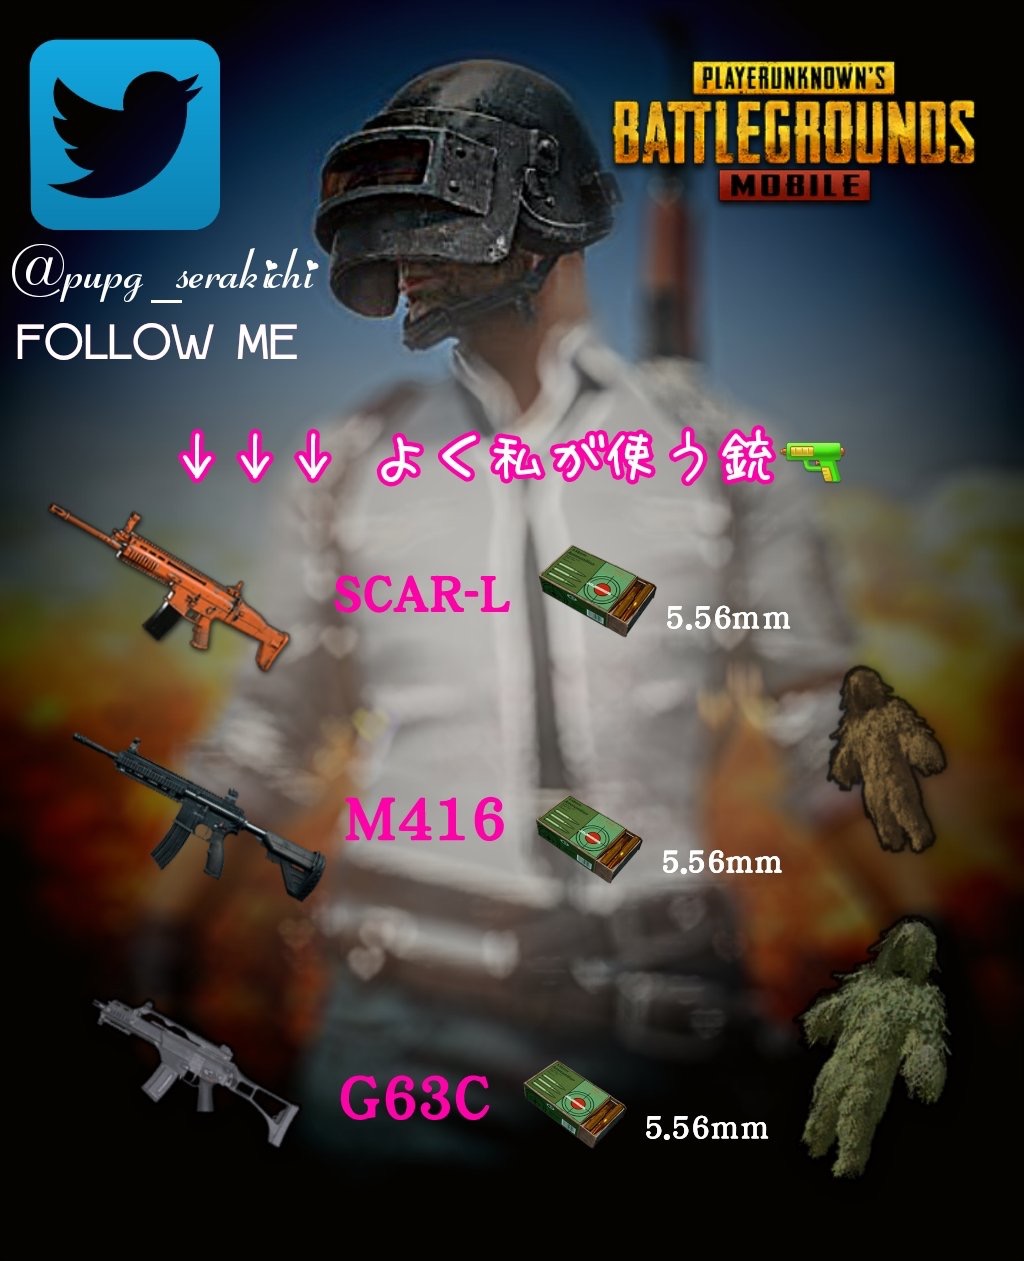 PLAYERUNKNOWN'S
BATTLEGROUNDS
MOBILE
@pupg_serakichi
FOLLOW ME
↓↓↓ よく私が使う銃
SCAR-L
5.56mm
M416
5.56mm
G63C
5.56mm